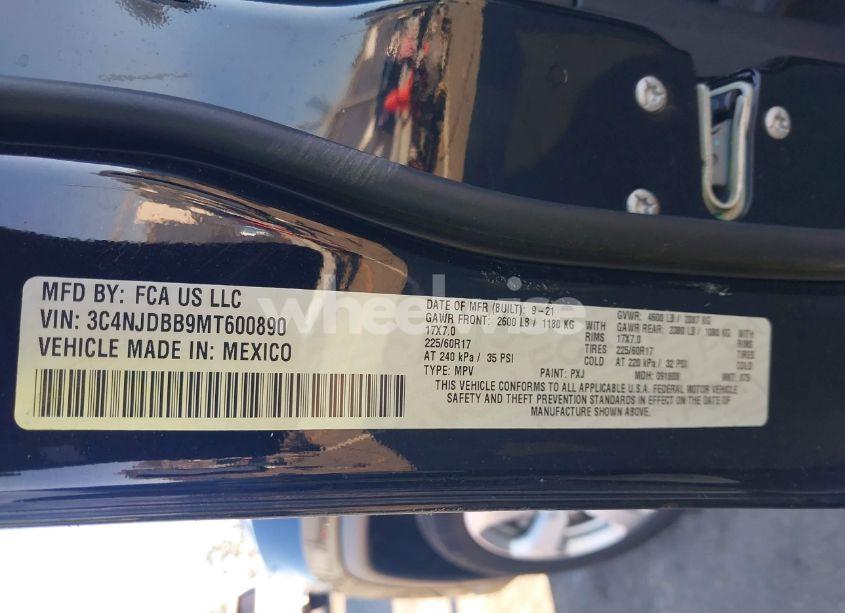 MFD BY: FCA US LLC
VIN: 3C4NJDBB9MT600890
VEHICLE MADE IN: MEXICO
DATE OF MFR (BUILT): 9-21 GVWR: 4600 LB / 2087 KG
GAWR FRONT: 2600 LB / 1180 KG WITH GAWR REAR: 2380 LB / 1080 KG WITH
17X7.0 RIMS 17X7.0 RIMS
225/60R17 TIRES 225/60R17 TIRES
AT 240 kPa / 35 PSI COLD AT 220 kPa / 32 PSI COLD
TYPE: MPV PAINT: PXJ MDH: 091808
THIS VEHICLE CONFORMS TO ALL APPLICABLE U.S.A. FEDERAL MOTOR VEHICLE
SAFETY AND THEFT PREVENTION STANDARDS IN EFFECT ON THE DATE OF
MANUFACTURE SHOWN ABOVE.
wheelwise